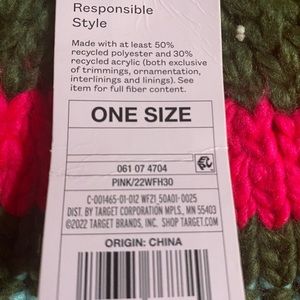 Responsible
Style
Made with at least 50%
recycled polyester and 30%
recycled acrylic (both exclusive
of trimmings, ornamentation,
interlinings and linings). See
item for full fiber content.
ONE SIZE
061 07 4704
PINK/22WFH30
C-001465-01-012 WF21_50A01-0025
DIST. BY TARGET CORPORATION MPLS., MN 55403
©2022 TARGET BRANDS, INC. SHOP TARGET.COM
ORIGIN: CHINA